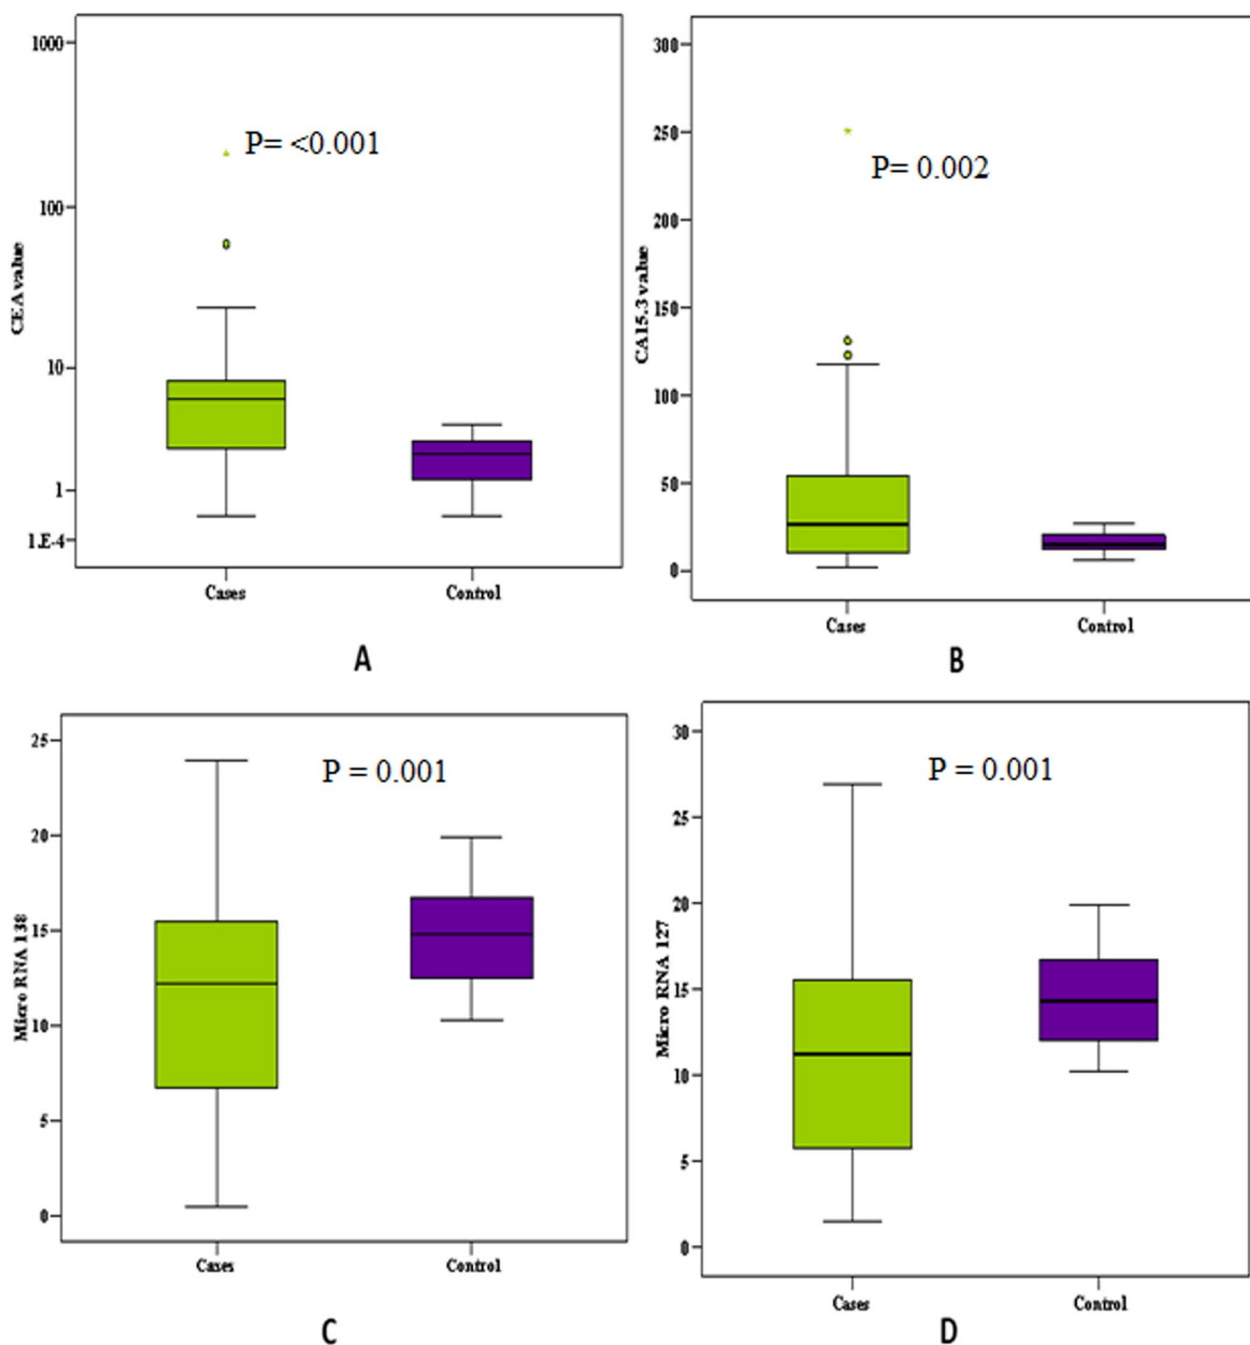 1000
P= <0.001
100
CEA value
10
1
1.E-4
Cases Control
A
300
250
P= 0.002
200
CA15.3 value
150
100
50
0
Cases Control
B
25
P = 0.001
20
15
Micro RNA 138
10
5
0
Cases Control
C
30
P = 0.001
25
20
Micro RNA 127
15
10
5
0
Cases Control
D